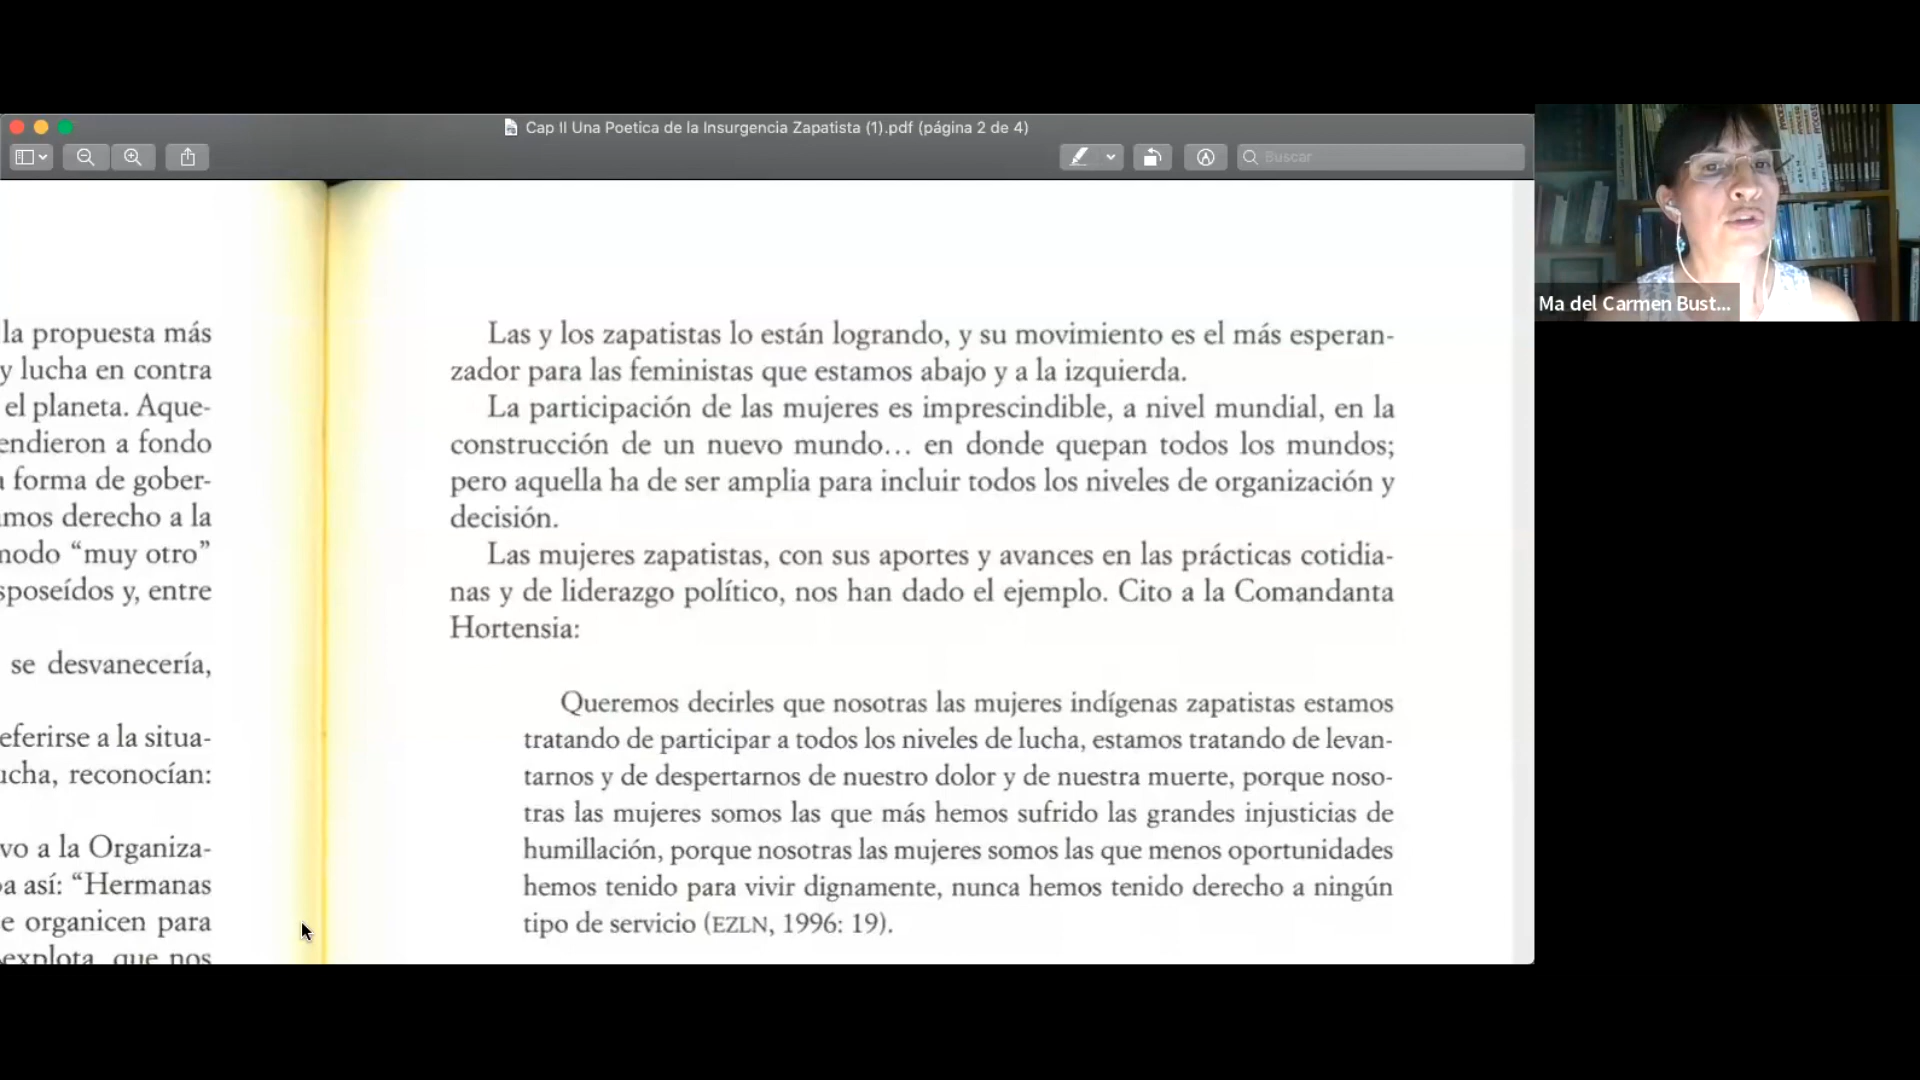 Cap II Una Poetica de la Insurgencia Zapatista (1).pdf (página 2 de 4)
Buscar
Ma del Carmen Bust...
la propuesta más
y lucha en contra
el planeta. Aque-
endieron a fondo
forma de gober-
amos derecho a la
modo “muy otro”
sposeídos y, entre
se desvanecería,
eferirse a la situa-
ucha, reconocían:
vo a la Organiza-
ba así: “Hermanas
e organicen para
explota, que nos
Las y los zapatistas lo están logrando, y su movimiento es el más esperan-
zador para las feministas que estamos abajo y a la izquierda.
La participación de las mujeres es imprescindible, a nivel mundial, en la
construcción de un nuevo mundo... en donde quepan todos los mundos;
pero aquella ha de ser amplia para incluir todos los niveles de organización y
decisión.
Las mujeres zapatistas, con sus aportes y avances en las prácticas cotidia-
nas y de liderazgo político, nos han dado el ejemplo. Cito a la Comandanta
Hortensia:
Queremos decirles que nosotras las mujeres indígenas zapatistas estamos
tratando de participar a todos los niveles de lucha, estamos tratando de levan-
tarnos y de despertarnos de nuestro dolor y de nuestra muerte, porque noso-
tras las mujeres somos las que más hemos sufrido las grandes injusticias de
humillación, porque nosotras las mujeres somos las que menos oportunidades
hemos tenido para vivir dignamente, nunca hemos tenido derecho a ningún
tipo de servicio (EZLN, 1996: 19).